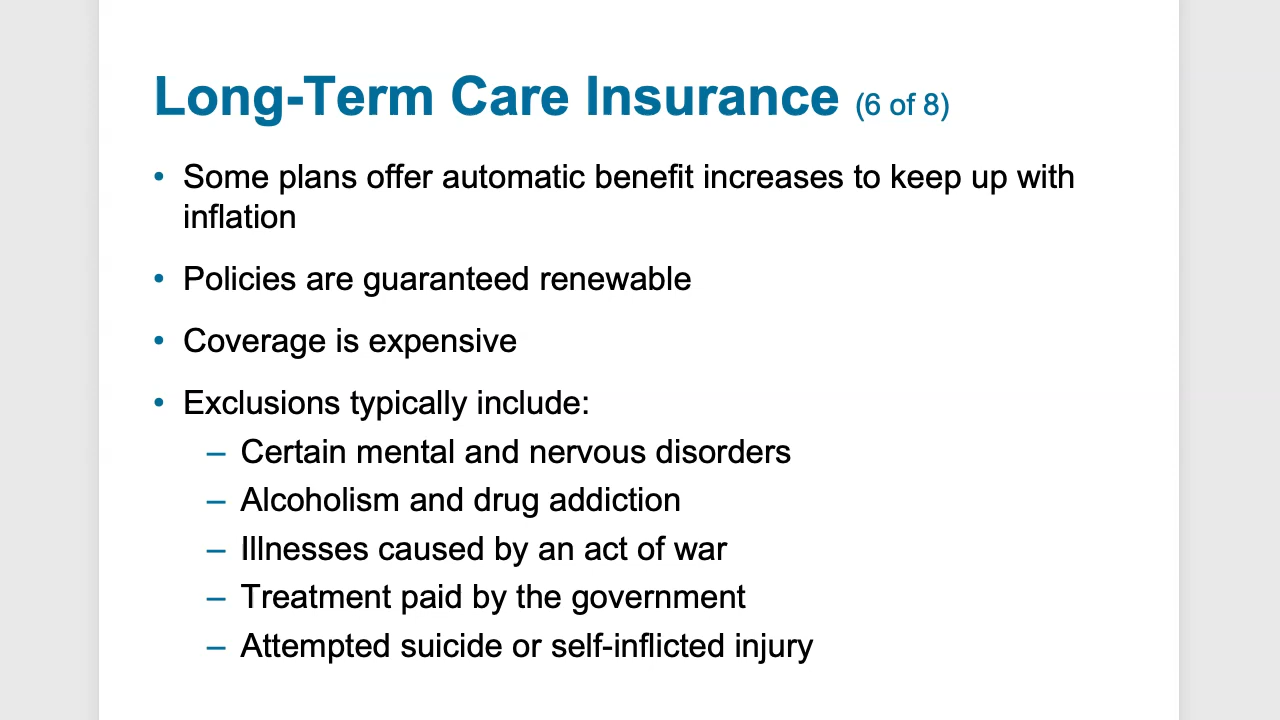 Long-Term Care Insurance (6 of 8)
• Some plans offer automatic benefit increases to keep up with
inflation
• Policies are guaranteed renewable
• Coverage is expensive
• Exclusions typically include:
– Certain mental and nervous disorders
– Alcoholism and drug addiction
– Illnesses caused by an act of war
– Treatment paid by the government
– Attempted suicide or self-inflicted injury